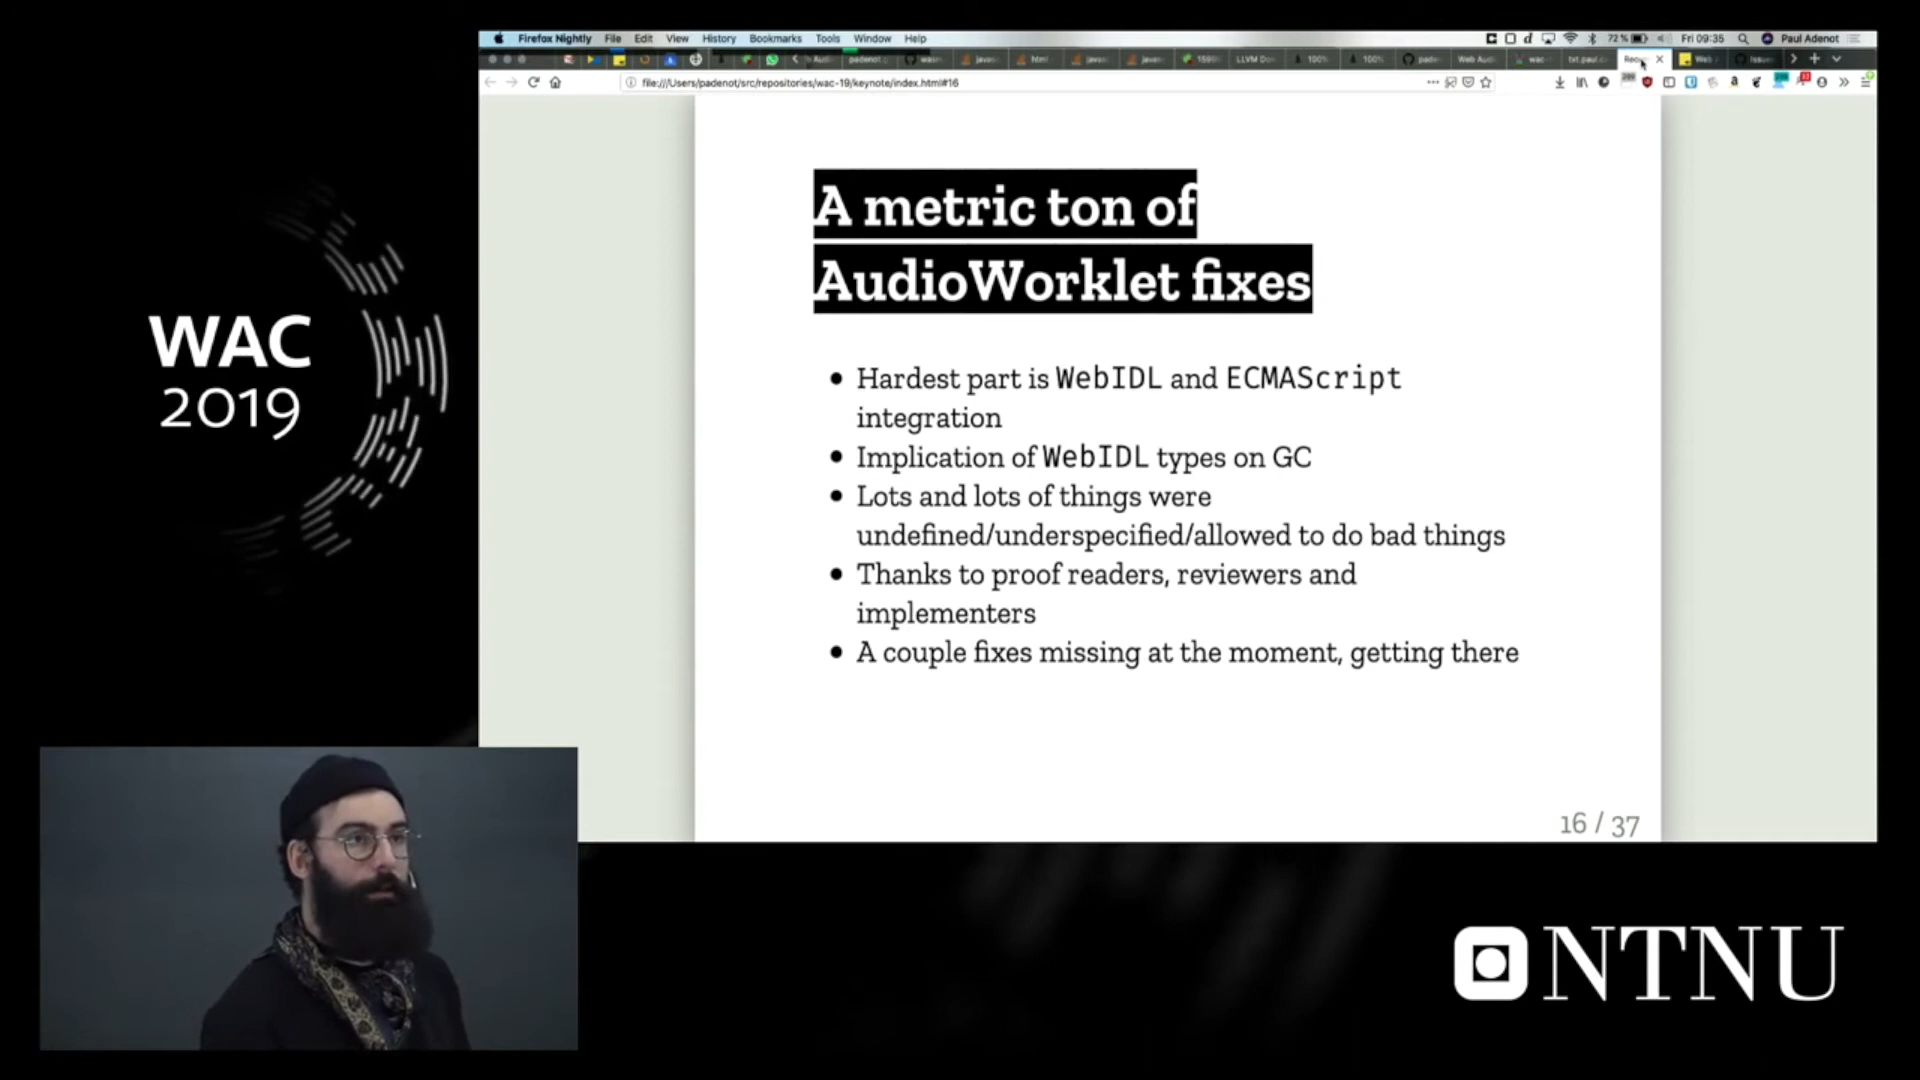 Firefox Nightly File Edit View History Bookmarks Tools Window Help
72% Fri 09:35 Paul Adenot
file:///Users/padenot/src/repositories/wac-19/keynote/index.html#16
A metric ton of
AudioWorklet fixes
Hardest part is WebIDL and ECMAScript
integration
Implication of WebIDL types on GC
Lots and lots of things were
undefined/underspecified/allowed to do bad things
Thanks to proof readers, reviewers and
implementers
A couple fixes missing at the moment, getting there
16 / 37
WAC
2019
NTNU